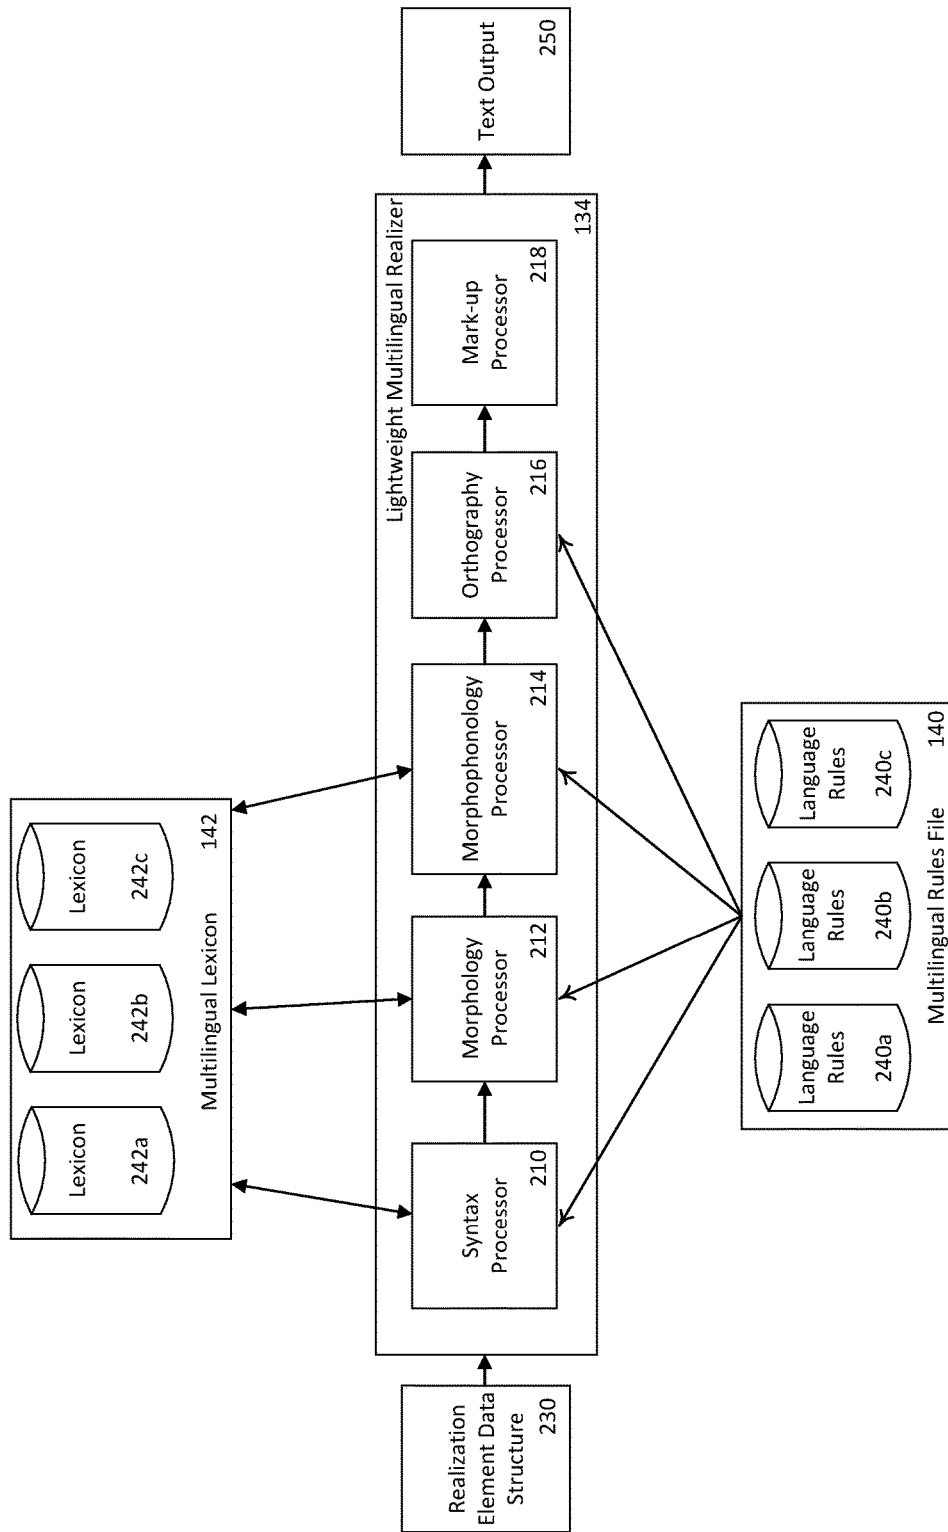 Lexicon
242a
Lexicon
242b
Lexicon
242c
Multilingual Lexicon
142
Realization
Element Data
Structure
230
Lightweight Multilingual Realizer
Syntax
Processor
210
Morphology
Processor
212
Morphophonology
Processor
214
Orthography
Processor
216
Mark-up
Processor
218
134
Text Output
250
Language
Rules
240a
Language
Rules
240b
Language
Rules
240c
140
Multilingual Rules File